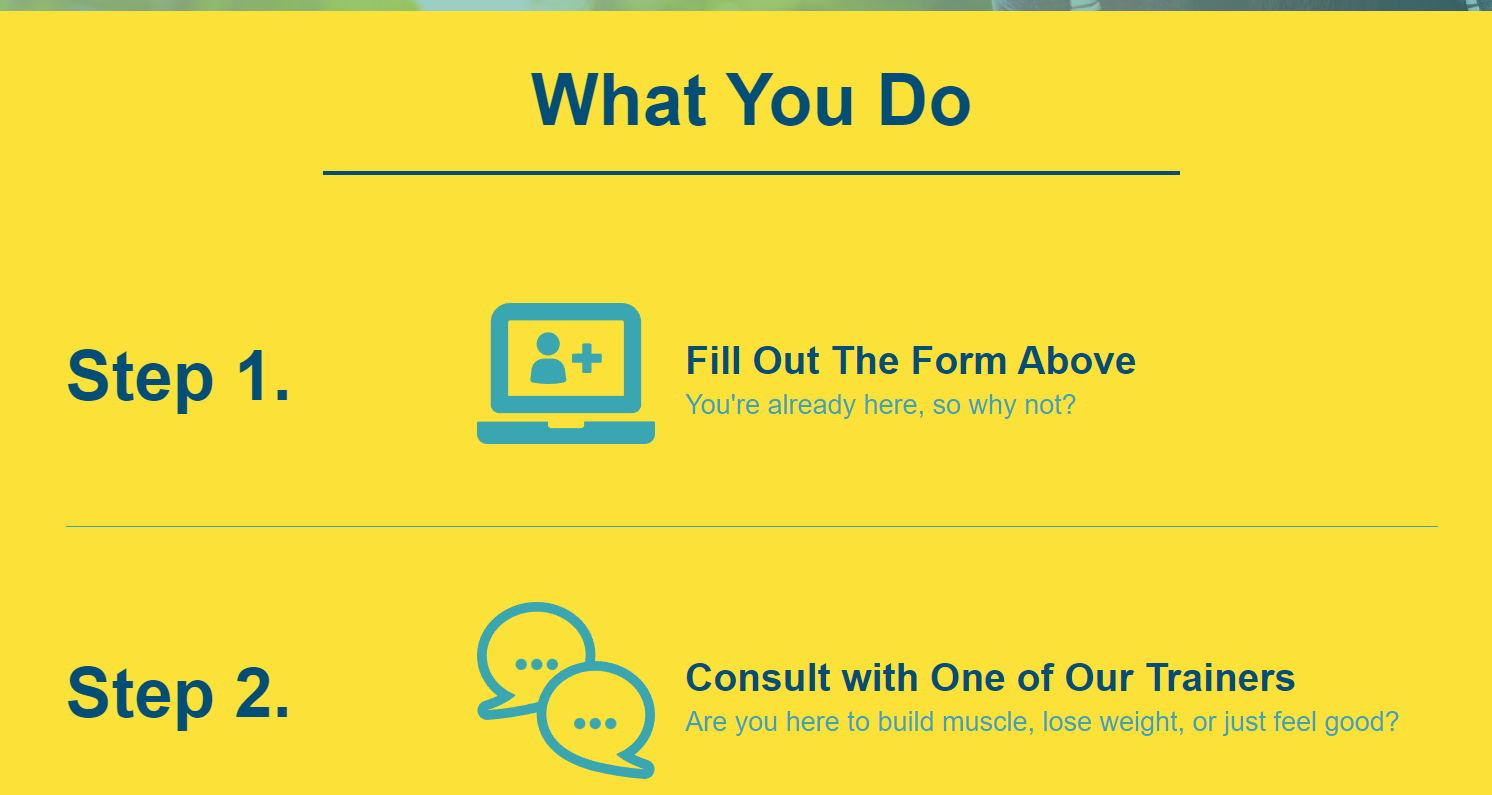 What You Do
Step 1.
Fill Out The Form Above
You're already here, so why not?
Step 2.
Consult with One of Our Trainers
Are you here to build muscle, lose weight, or just feel good?